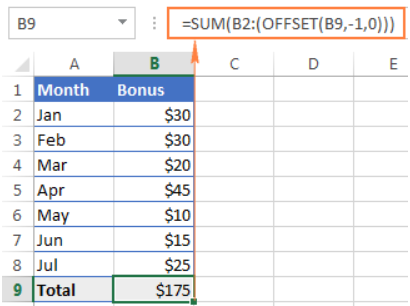 B9 =SUM(B2:(OFFSET(B9,-1,0)))
A B C D E
1 Month Bonus
2 Jan $30
3 Feb $30
4 Mar $20
5 Apr $45
6 May $10
7 Jun $15
8 Jul $25
9 Total $175